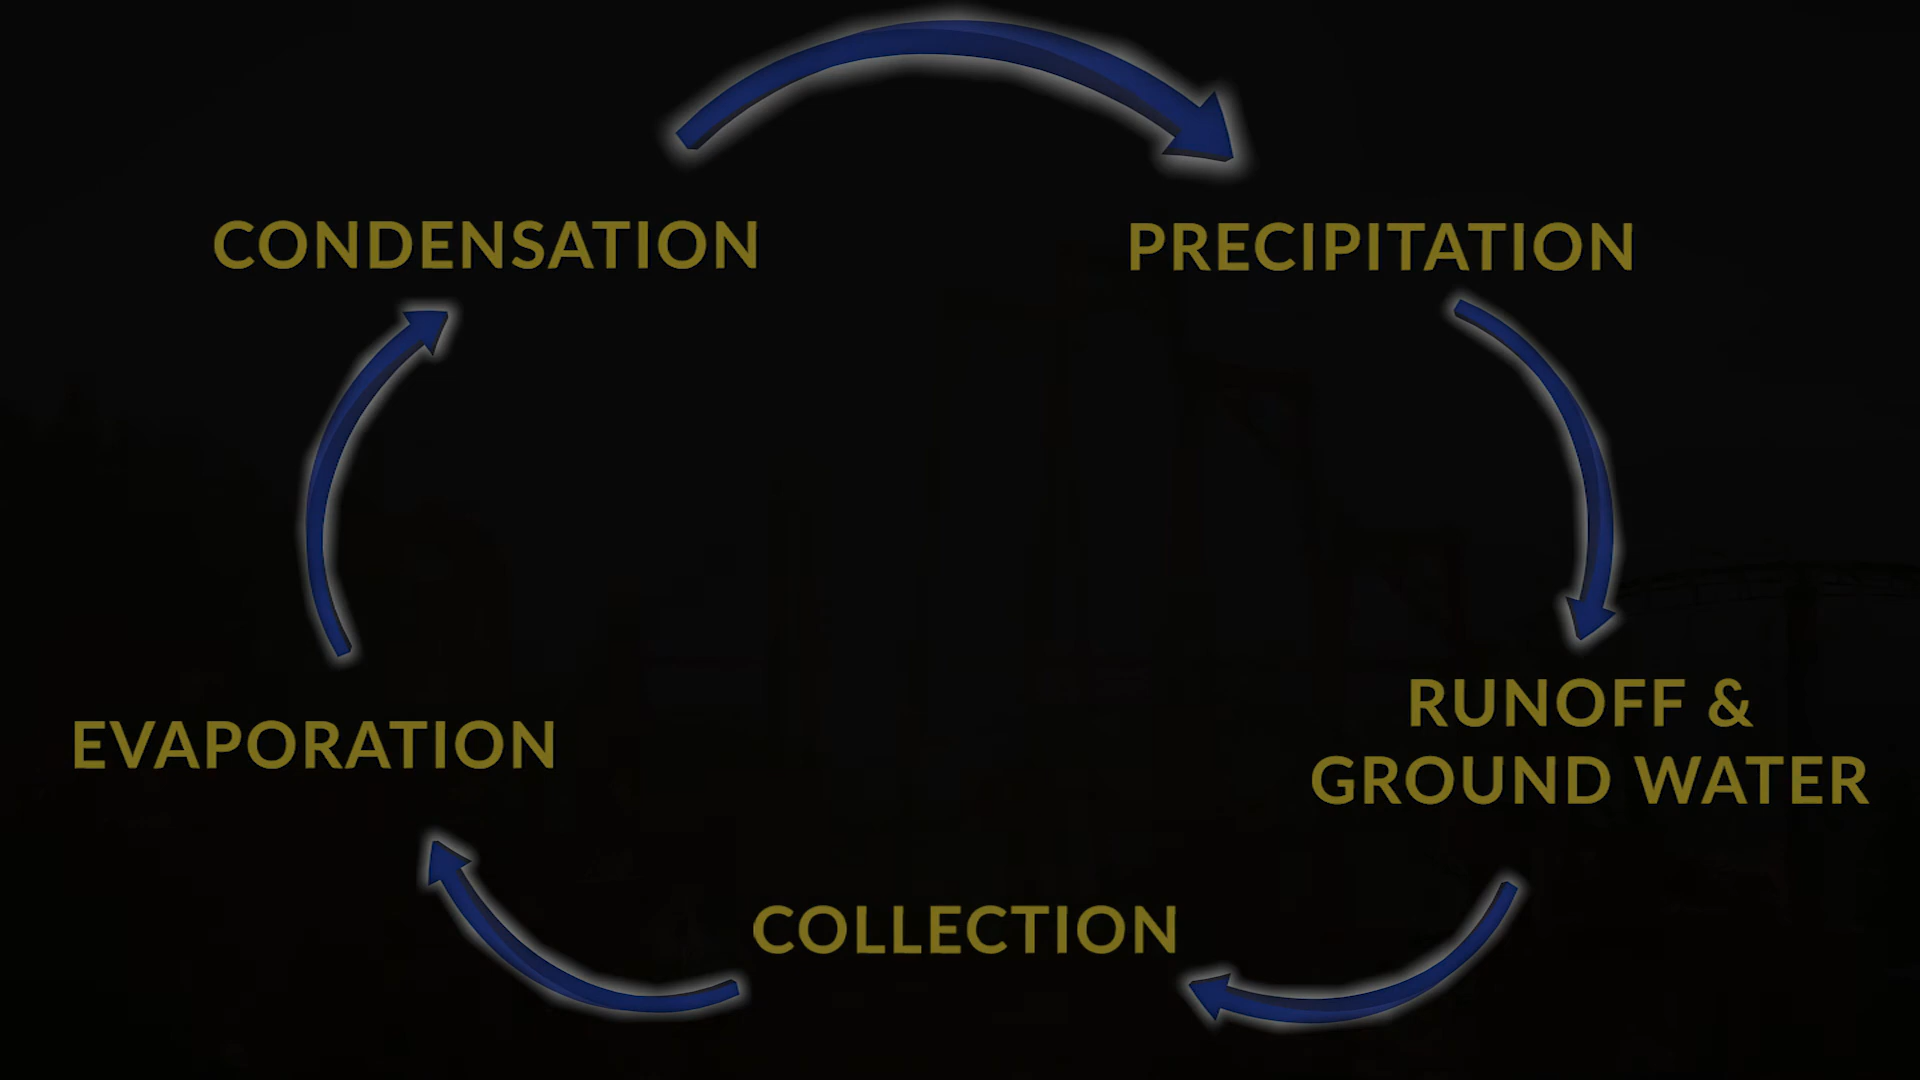 CONDENSATION
PRECIPITATION
RUNOFF &
GROUND WATER
COLLECTION
EVAPORATION